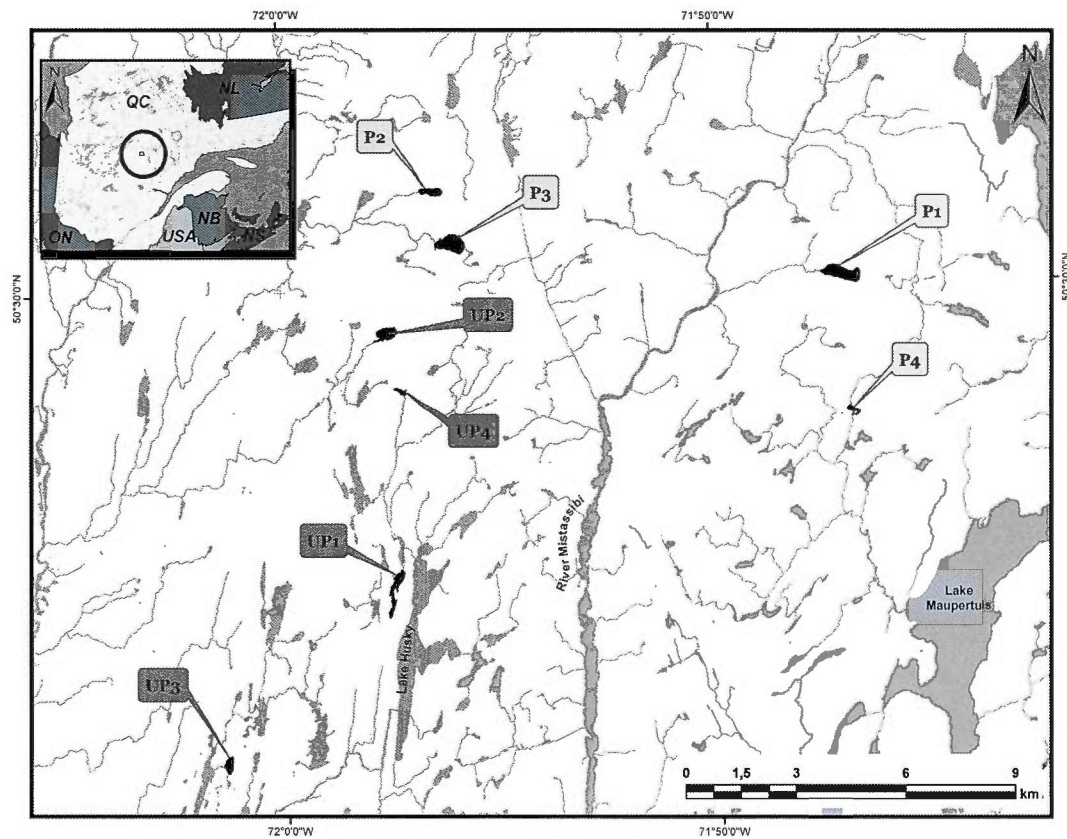 72°0'0"W
71°50'0"W
N
QC
NL
NB
USA
NS
ON
N
P2
P3
P1
50°30'0"N
UP2
P4
UP4
UP1
River Mistassibi
Lake
Maupertuis
Lake Husky
UP3
0 1,5 3 6 9
km
72°0'0"W
71°50'0"W